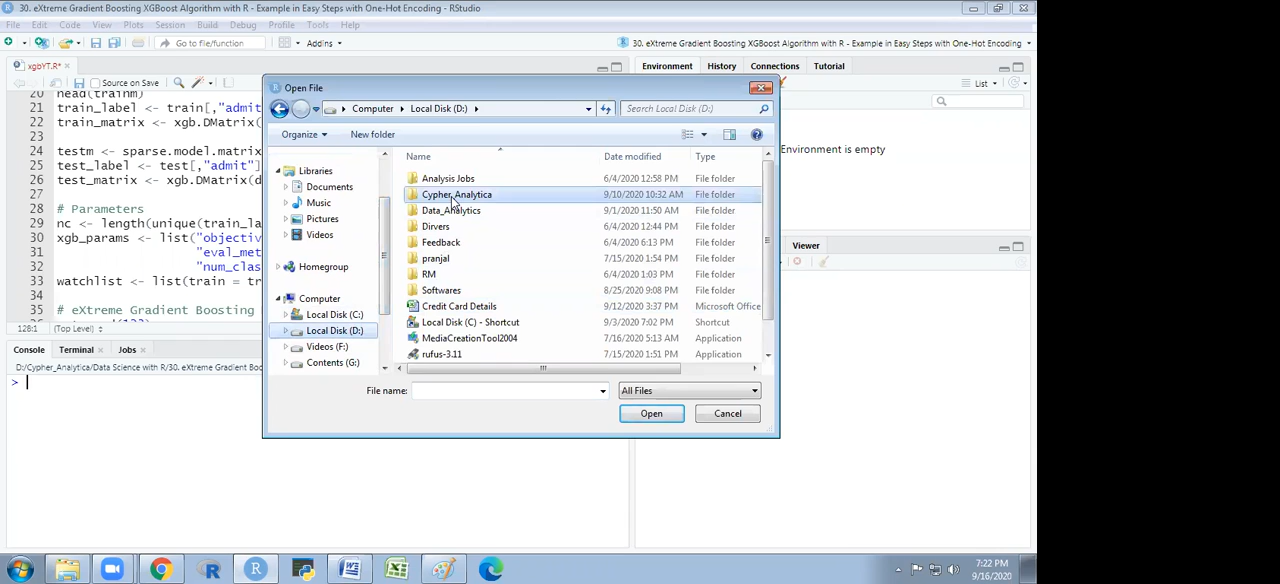 30. eXtreme Gradient Boosting XGBoost Algorithm with R - Example in Easy Steps with One-Hot Encoding - RStudio
File Edit Code View Plots Session Build Debug Profile Tools Help
Go to file/function
Addins
30. eXtreme Gradient Boosting XGBoost Algorithm with R - Example in Easy Steps with One-Hot Encoding
xgbYT.R*
Source on Save
20 head(trainm)
21 train_label <- train[,"admit
22 train_matrix <- xgb.DMatrix(
23
24 testm <- sparse.model.matrix
25 test_label <- test[,"admit"]
26 test_matrix <- xgb.DMatrix(d
27
28 # Parameters
29 nc <- length(unique(train_la
30 xgb_params <- list("objectiv
31 "eval_met
32 "num_clas
33 watchlist <- list(train = tr
34
35 # eXtreme Gradient Boosting
128:1 (Top Level)
Console Terminal Jobs
D:/Cypher_Analytica/Data Science with R/30. eXtreme Gradient Boo
>
Open File
Computer Local Disk (D:)
Search Local Disk (D:)
Organize New folder
Libraries
Documents
Music
Pictures
Videos
Homegroup
Computer
Local Disk (C:)
Local Disk (D:)
Videos (F:)
Contents (G:)
Name Date modified Type
Analysis Jobs 6/4/2020 12:58 PM File folder
Cypher_Analytica 9/10/2020 10:32 AM File folder
Data_Analytics 9/1/2020 11:50 AM File folder
Dirvers 6/4/2020 12:44 PM File folder
Feedback 6/4/2020 6:13 PM File folder
pranjal 7/15/2020 1:54 PM File folder
RM 6/4/2020 1:03 PM File folder
Softwares 8/25/2020 9:08 PM File folder
Credit Card Details 9/12/2020 3:37 PM Microsoft Office
Local Disk (C) - Shortcut 9/3/2020 7:02 PM Shortcut
MediaCreationTool2004 7/16/2020 5:13 AM Application
rufus-3.11 7/15/2020 1:51 PM Application
File name:
All Files
Open Cancel
Environment History Connections Tutorial
List
Environment is empty
Viewer
7:22 PM
9/16/2020